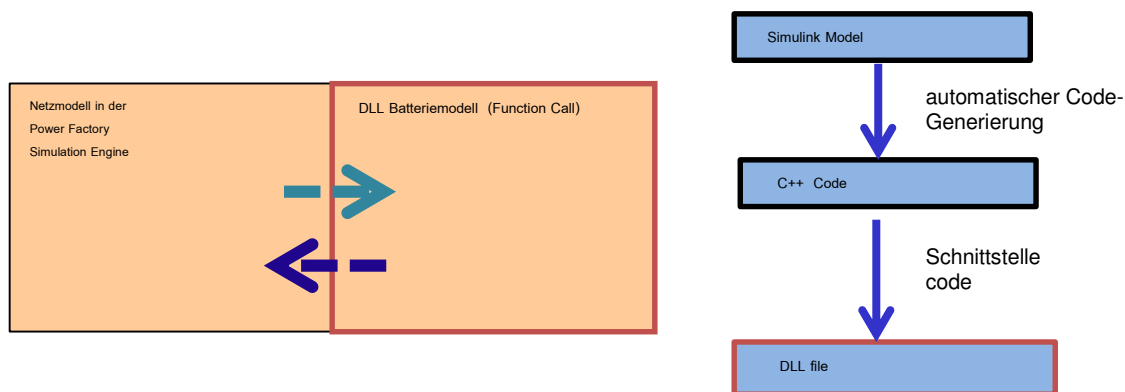 Netzmodell in der
Power Factory
Simulation Engine
DLL Batteriemodell (Function Call)
Simulink Model
automatischer Code-
Generierung
C++ Code
Schnittstelle
code
DLL file